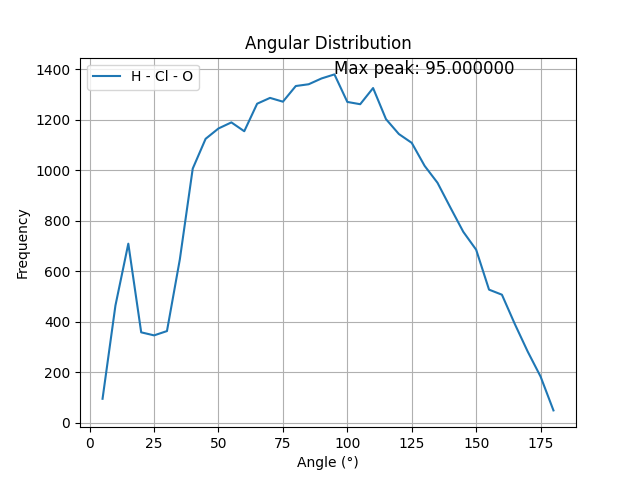 Angular Distribution
H - Cl - O
Max peak: 95.000000
1400
1200
1000
800
600
400
200
0
Frequency
0 25 50 75 100 125 150 175
Angle (°)